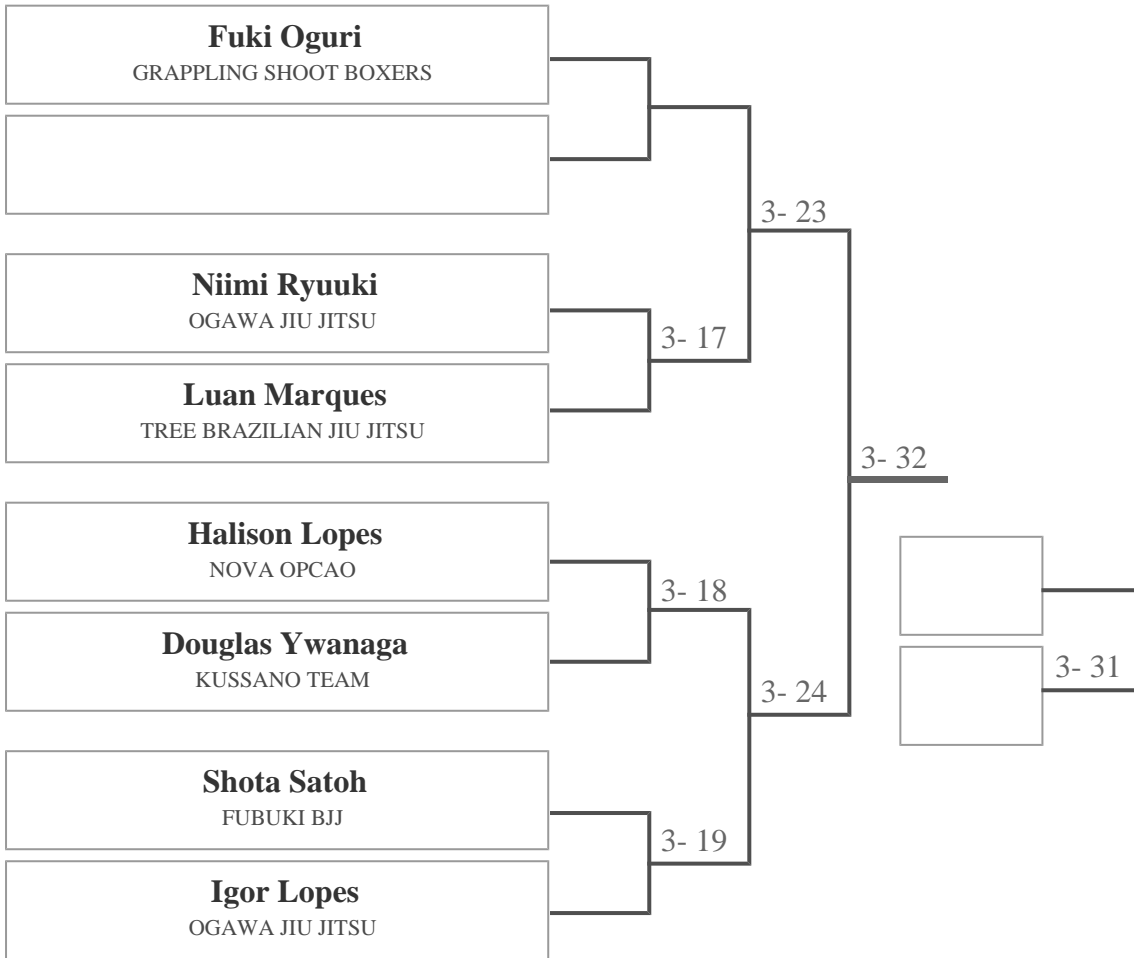 Fuki Oguri
GRAPPLING SHOOT BOXERS
3- 23
Niimi Ryuuki
OGAWA JIU JITSU
3- 17
Luan Marques
TREE BRAZILIAN JIU JITSU
3- 32
Halison Lopes
NOVA OPCAO
3- 18
Douglas Ywanaga
KUSSANO TEAM
3- 24
3- 31
Shota Satoh
FUBUKI BJJ
3- 19
Igor Lopes
OGAWA JIU JITSU